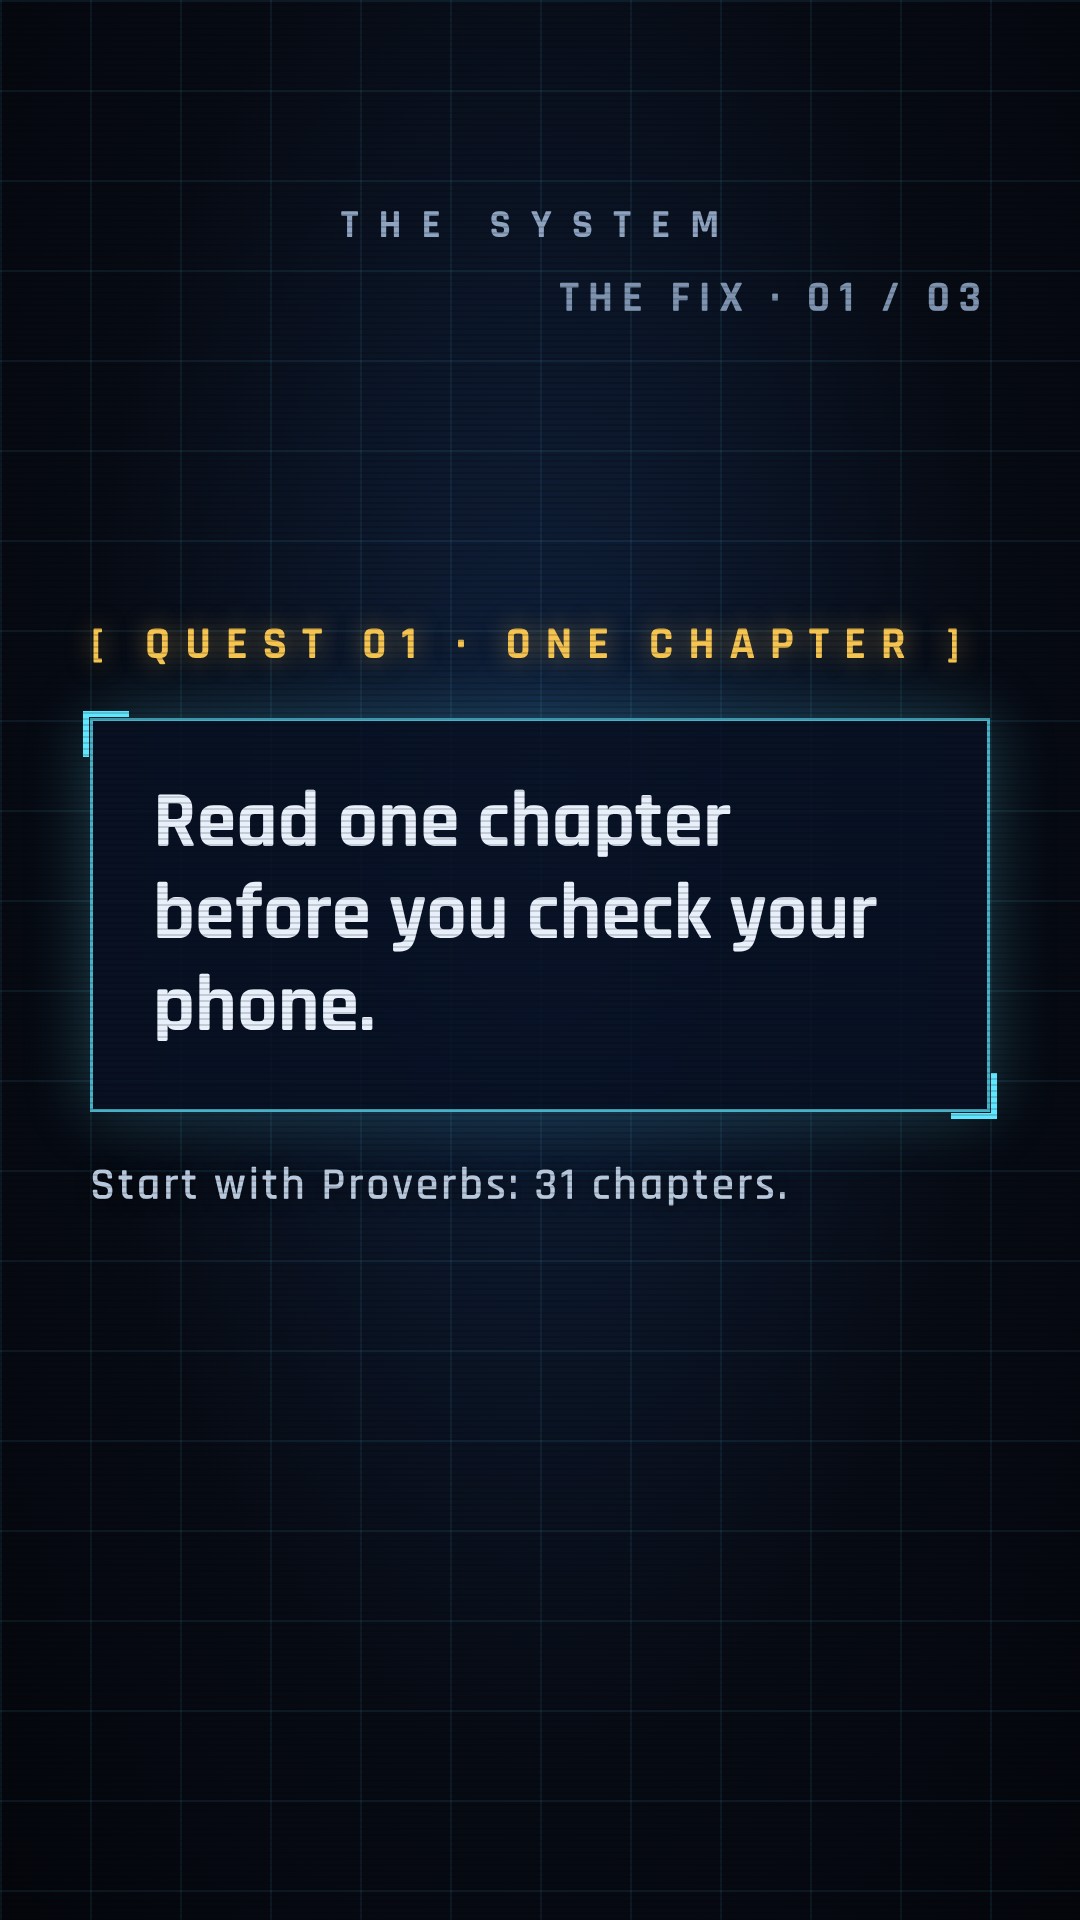 THE SYSTEM
THE FIX · 01 / 03
[ QUEST 01 · ONE CHAPTER ]
Read one chapter
before you check your
phone.
Start with Proverbs: 31 chapters.